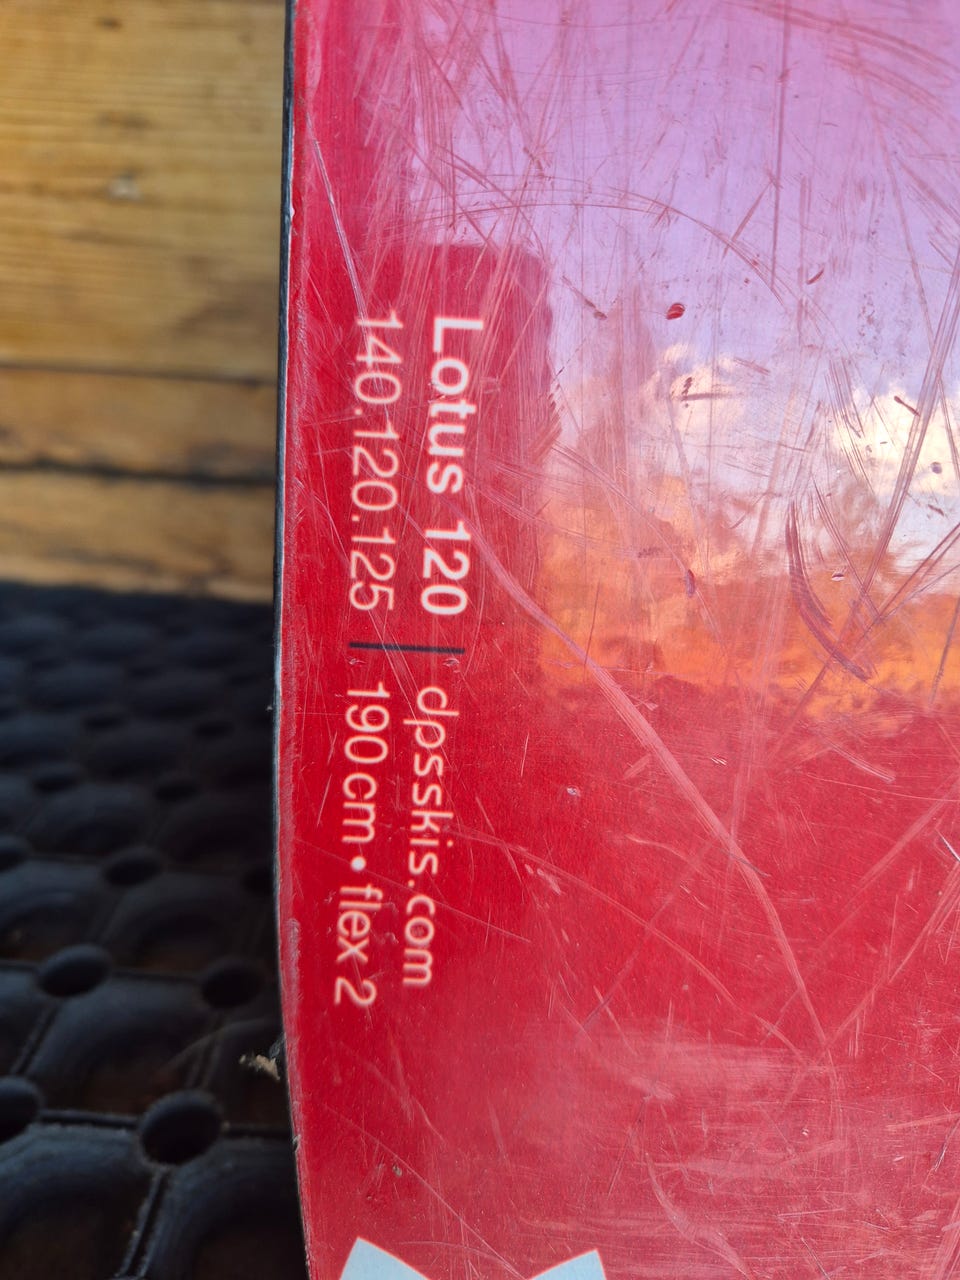 Lotus 120 | dpsskis.com
140.120.125 | 190cm • flex 2